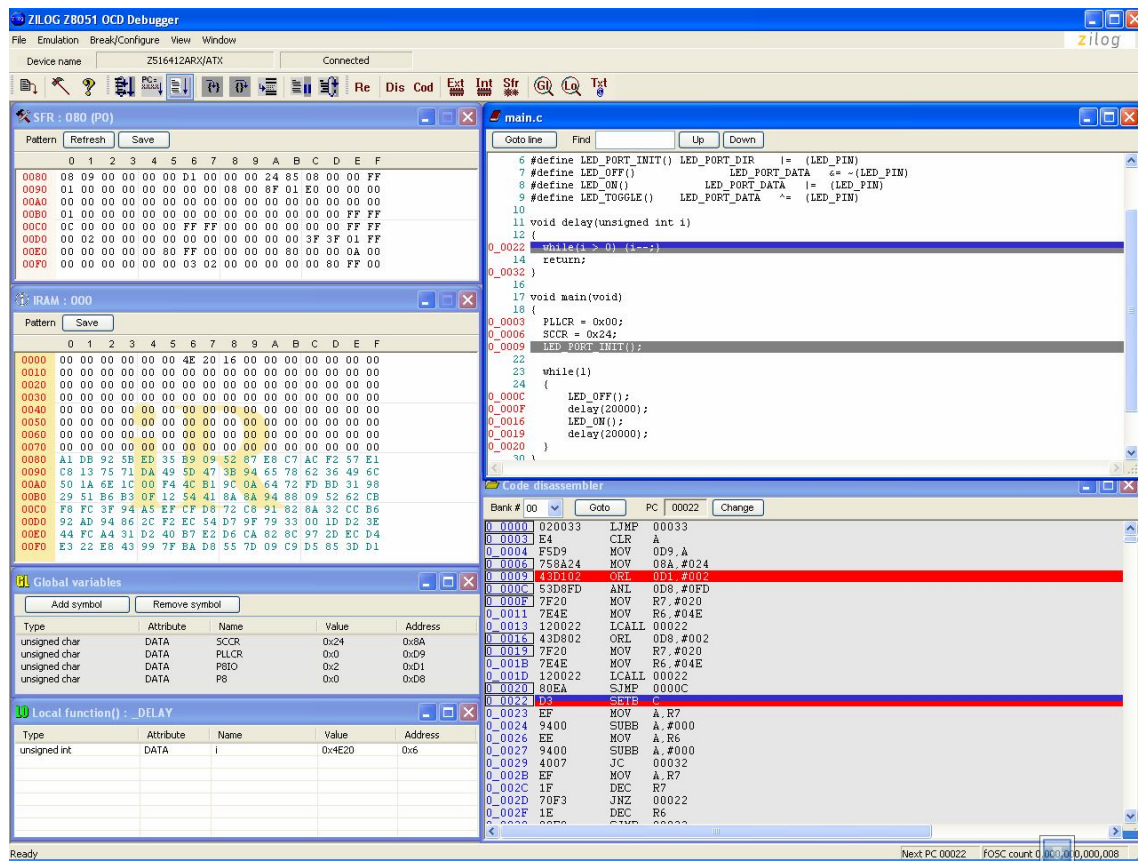 ZILOG Z8051 OCD Debugger
File Emulation Break/Configure View Window
zilog
Device name Z516412ARX/ATX Connected
Re Dis Cod Ext Int Sfr GL Lo Txt
SFR : 080 (P0)
Pattern Refresh Save
0 1 2 3 4 5 6 7 8 9 A B C D E F
0080 08 09 00 00 00 00 D1 00 00 00 24 85 08 00 00 FF
0090 01 00 00 00 00 00 00 00 08 00 8F 01 E0 00 00 00
00A0 00 00 00 00 00 00 00 00 00 00 00 00 00 00 00 00
00B0 01 00 00 00 00 00 00 00 00 00 00 00 00 00 FF FF
00C0 0C 00 00 00 00 00 FF FF 00 00 00 00 00 00 FF FF
00D0 00 02 00 00 00 00 00 00 00 00 00 00 3F 3F 01 FF
00E0 00 00 00 00 00 80 FF 00 00 00 00 80 00 00 0A 00
00F0 00 00 00 00 00 00 03 02 00 00 00 00 00 80 FF 00
IRAM : 000
Pattern Save
0 1 2 3 4 5 6 7 8 9 A B C D E F
0000 00 00 00 00 00 00 4E 20 16 00 00 00 00 00 00 00
0010 00 00 00 00 00 00 00 00 00 00 00 00 00 00 00 00
0020 00 00 00 00 00 00 00 00 00 00 00 00 00 00 00 00
0030 00 00 00 00 00 00 00 00 00 00 00 00 00 00 00 00
0040 00 00 00 00 00 00 00 00 00 00 00 00 00 00 00 00
0050 00 00 00 00 00 00 00 00 00 00 00 00 00 00 00 00
0060 00 00 00 00 00 00 00 00 00 00 00 00 00 00 00 00
0070 00 00 00 00 00 00 00 00 00 00 00 00 00 00 00 00
0080 A1 DB 92 5B ED 35 B9 09 52 87 E8 C7 AC F2 57 E1
0090 C8 13 75 71 DA 49 5D 47 3B 94 65 78 62 36 49 6C
00A0 50 1A 6E 1C 00 F4 4C B1 9C 0A 64 72 FD BD 31 98
00B0 29 51 B6 B3 0F 12 54 41 8A 8A 94 88 09 52 62 CB
00C0 F8 FC 3F 94 A5 EF CF D8 72 C8 91 82 8A 32 CC B6
00D0 92 AD 94 86 2C F2 EC 54 D7 9F 79 33 00 1D D2 3E
00E0 44 FC A4 31 D2 40 B7 E2 D6 CA 82 8C 97 2D EC D4
00F0 E3 22 E8 43 99 7F BA D8 55 7D 09 C9 D5 85 3D D1
iR
GL Global variables
Add symbol Remove symbol
Type Attribute Name Value Address
unsigned char DATA SCCR 0x24 0x8A
unsigned char DATA PLLCR 0x0 0xD9
unsigned char DATA P8IO 0x2 0xD1
unsigned char DATA P8 0x0 0xD8
LO Local function() : _DELAY
Type Attribute Name Value Address
unsigned int DATA i 0x4E20 0x6
main.c
Goto line Find Up Down
6 #define LED_PORT_INIT() LED_PORT_DIR |= (LED_PIN)
7 #define LED_OFF() LED_PORT_DATA &= ~(LED_PIN)
8 #define LED_ON() LED_PORT_DATA |= (LED_PIN)
9 #define LED_TOGGLE() LED_PORT_DATA ^= (LED_PIN)
10
11 void delay(unsigned int i)
12 {
0_0022 while(i > 0) {i--;}
14 return;
0_0032 }
16
17 void main(void)
18 {
0_0003 PLLCR = 0x00;
0_0006 SCCR = 0x24;
0_0009 LED_PORT_INIT();
22
23 while(1)
24 {
0_000C LED_OFF();
0_000F delay(20000);
0_0016 LED_ON();
0_0019 delay(20000);
0_0020 }
30 }
Code disassembler
Bank # 00 Goto PC 00022 Change
0_0000 020033 LJMP 00033
0_0003 E4 CLR A
0_0004 F5D9 MOV 0D9,A
0_0006 758A24 MOV 08A,#024
0_0009 43D102 ORL 0D1,#002
0_000C 53D8FD ANL 0D8,#0FD
0_000F 7F20 MOV R7,#020
0_0011 7E4E MOV R6,#04E
0_0013 120022 LCALL 00022
0_0016 43D802 ORL 0D8,#002
0_0019 7F20 MOV R7,#020
0_001B 7E4E MOV R6,#04E
0_001D 120022 LCALL 00022
0_0020 80EA SJMP 0000C
0_0022 D3 SETB C
0_0023 EF MOV A,R7
0_0024 9400 SUBB A,#000
0_0026 EE MOV A,R6
0_0027 9400 SUBB A,#000
0_0029 4007 JC 00032
0_002B EF MOV A,R7
0_002C 1F DEC R7
0_002D 70F3 JNZ 00022
0_002F 1E DEC R6
Ready
Next PC 00022 fOSC count 0,000,000,000,008